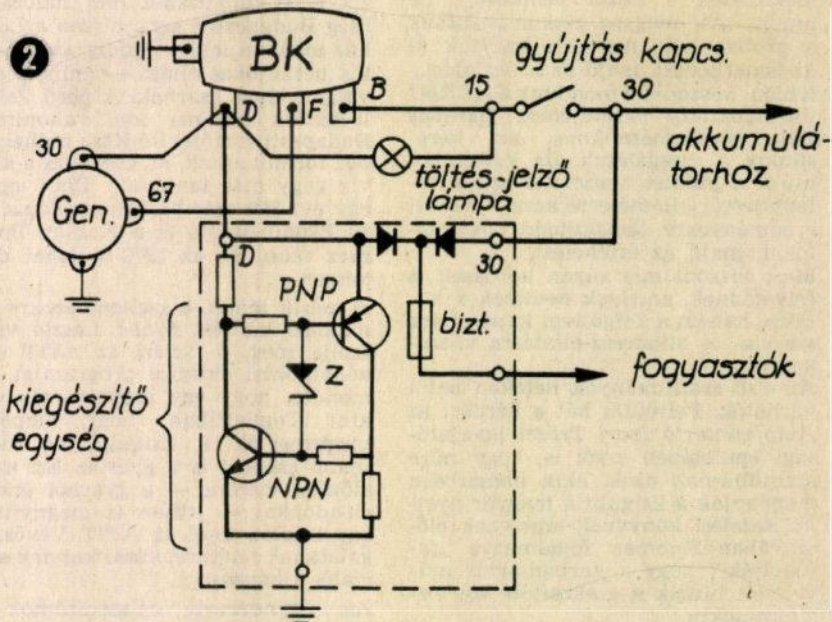 2
BK
D F B
15
gyújtás kapcs.
30
akkumulá-
torhoz
30
67
Gen.
töltés-jelző
lámpa
D
30
PNP
bizt.
Z
fogyasztók
kiegészítő
egység
NPN